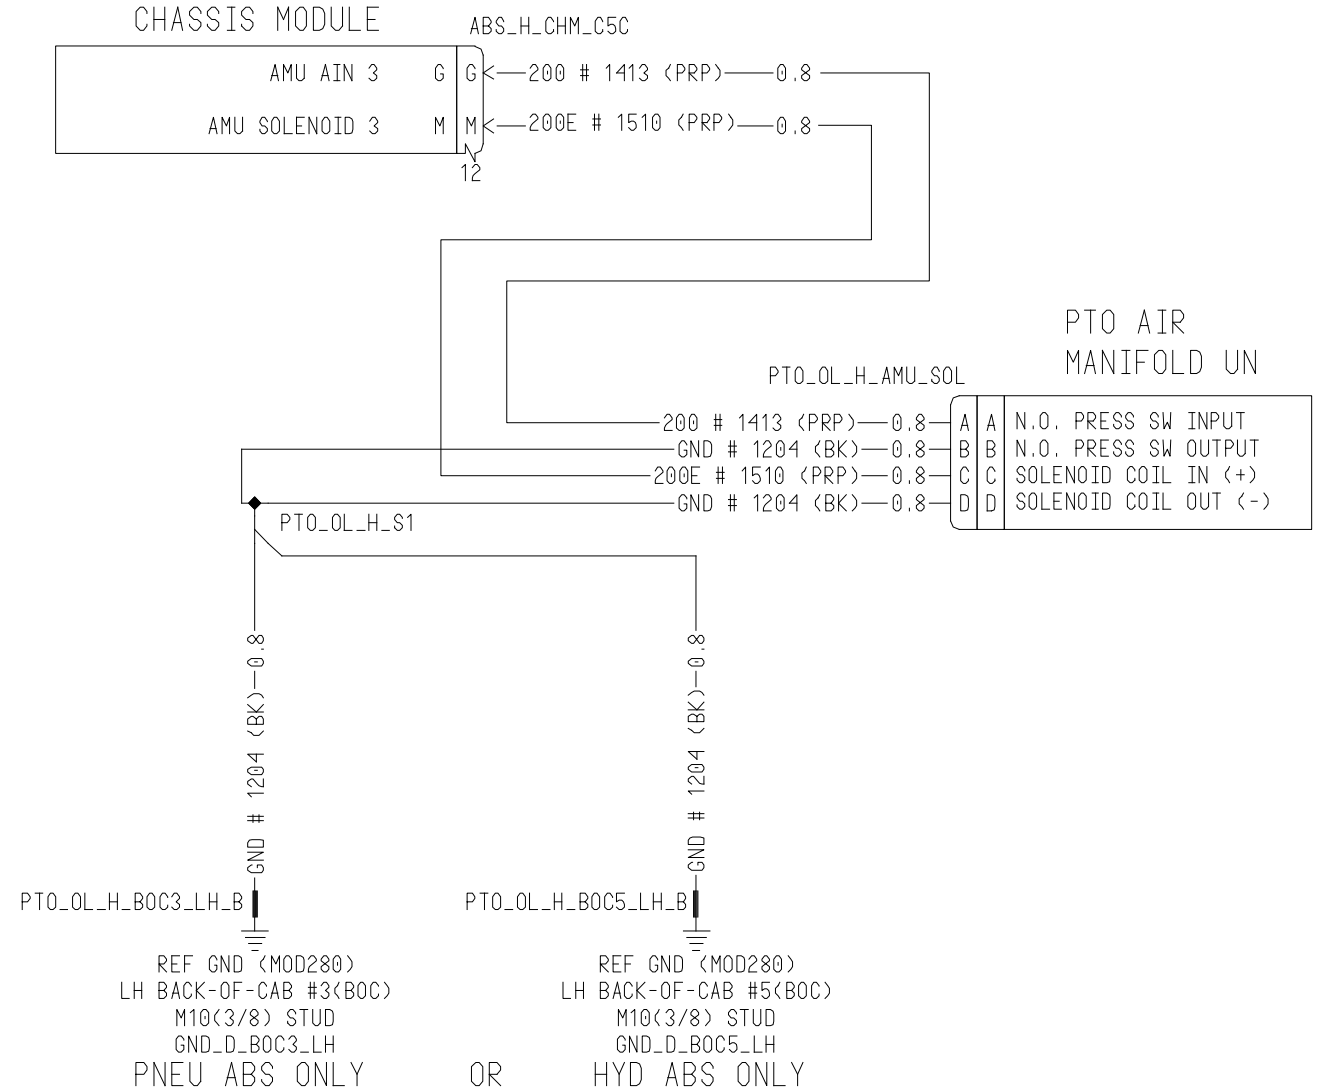 CHASSIS MODULE
ABS_H_CHM_C5C
AMU AIN 3 G G 200 # 1413 (PRP) 0.8
AMU SOLENOID 3 M M 200E # 1510 (PRP) 0.8
12
PTO AIR
MANIFOLD UN
PTO_OL_H_AMU_SOL
200 # 1413 (PRP) 0.8 A A N.O. PRESS SW INPUT
GND # 1204 (BK) 0.8 B B N.O. PRESS SW OUTPUT
200E # 1510 (PRP) 0.8 C C SOLENOID COIL IN (+)
GND # 1204 (BK) 0.8 D D SOLENOID COIL OUT (-)
PTO_OL_H_S1
GND # 1204 (BK) 0.8
GND # 1204 (BK) 0.8
PTO_OL_H_BOC3_LH_B
PTO_OL_H_BOC5_LH_B
REF GND (MOD280)
LH BACK-OF-CAB #3(BOC)
M10(3/8) STUD
GND_D_BOC3_LH
PNEU ABS ONLY
OR
REF GND (MOD280)
LH BACK-OF-CAB #5(BOC)
M10(3/8) STUD
GND_D_BOC5_LH
HYD ABS ONLY